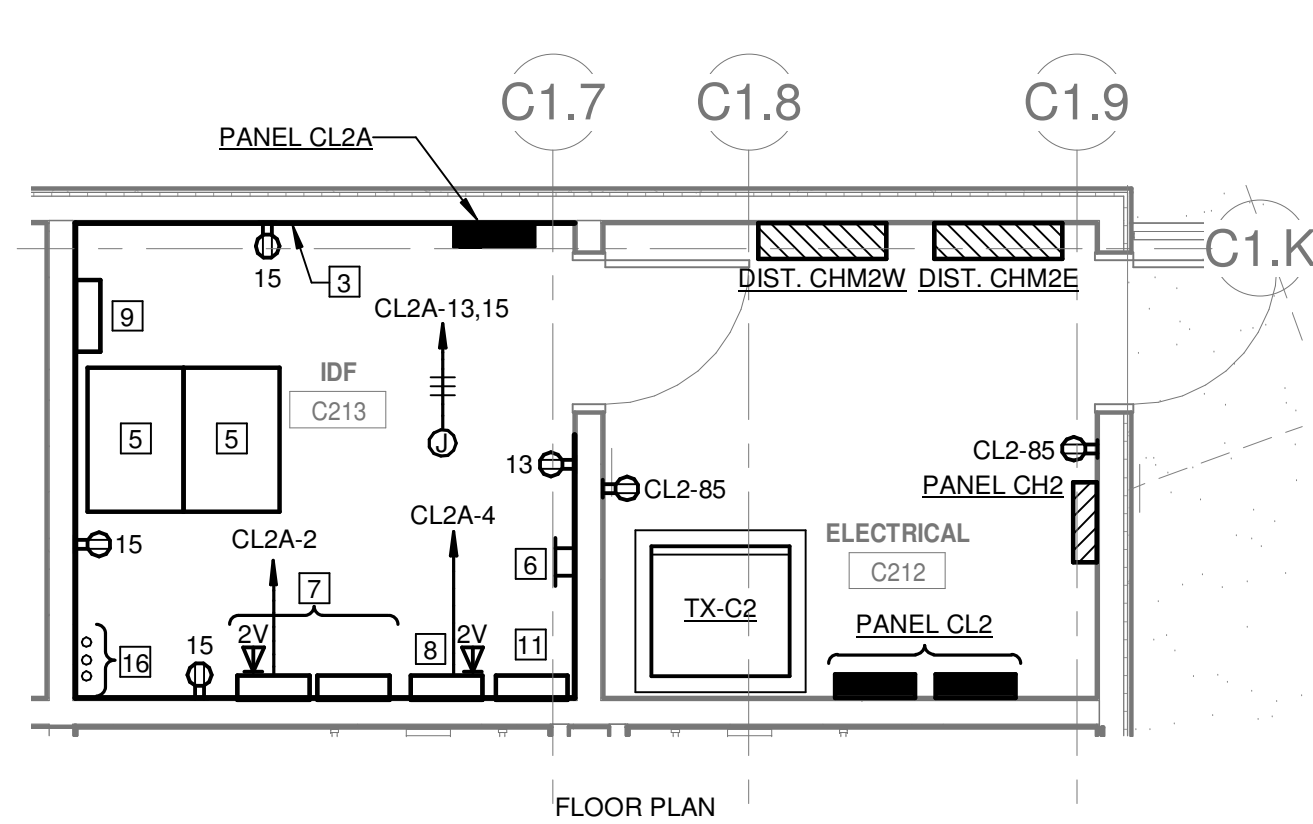 C1.7
C1.8
C1.9
PANEL CL2A
C1.K
15
3
DIST. CHM2W
DIST. CHM2E
9
CL2A-13,15
IDF
C213
5
5
J
13
CL2-85
CL2-85
PANEL CH2
CL2A-4
15
CL2A-2
6
ELECTRICAL
C212
7
TX-C2
PANEL CL2
16
15
2V
8
2V
11
FLOOR PLAN